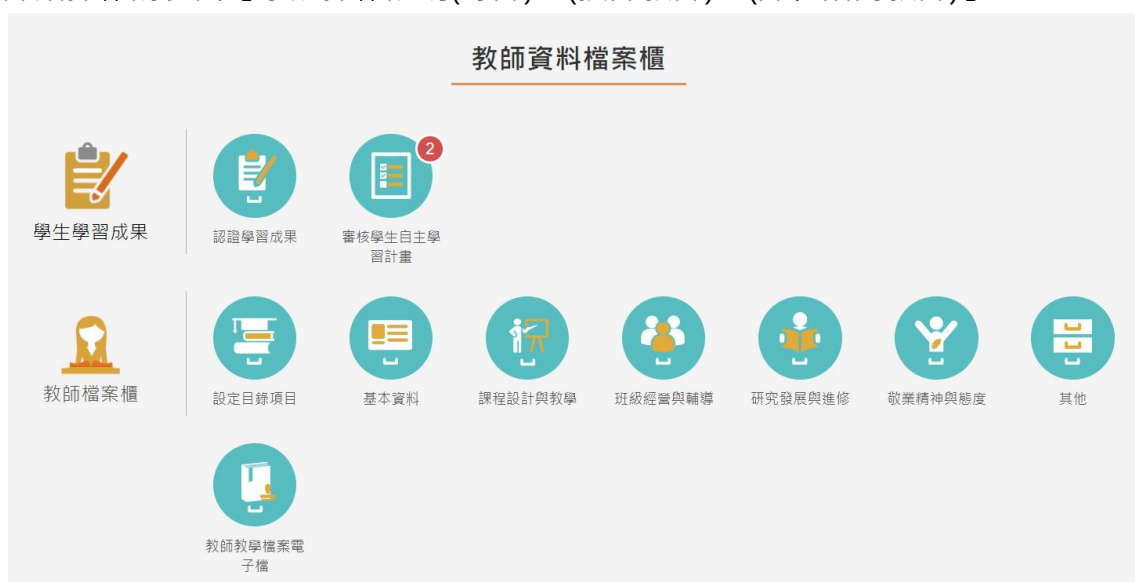 教師資料檔案櫃
2
學生學習成果
認證學習成果
審核學生自主學
習計畫
教師檔案櫃
設定目錄項目
基本資料
課程設計與教學
班級經營與輔導
研究發展與進修
敬業精神與態度
其他
教師教學檔案電
子檔